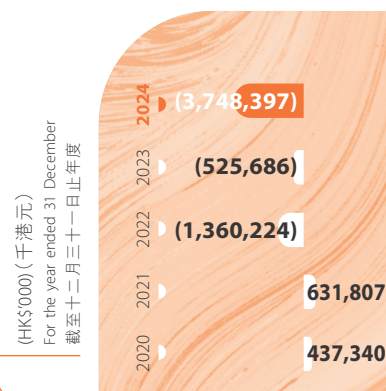 (HK$'000)(千港元)
For the year ended 31 December
截至十二月三十一日止年度
2024 (3,748,397)
2023 (525,686)
2022 (1,360,224)
2021 631,807
2020 437,340